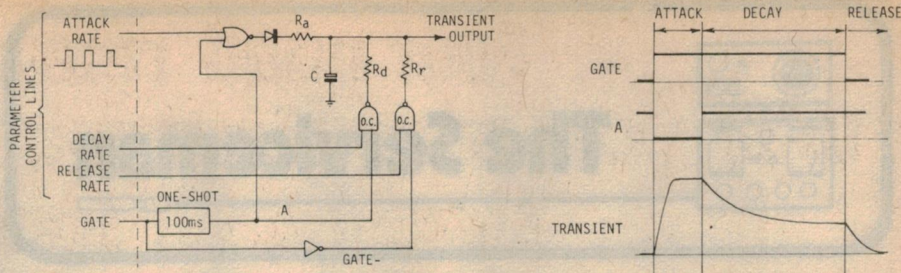 PARAMETER
CONTROL LINES
ATTACK
RATE
DECAY
RATE
RELEASE
RATE
GATE
ONE-SHOT
100ms
A
GATE-
Ra
C
Rd
Rr
O.C.
O.C.
TRANSIENT
OUTPUT
ATTACK
DECAY
RELEASE
GATE
A
TRANSIENT